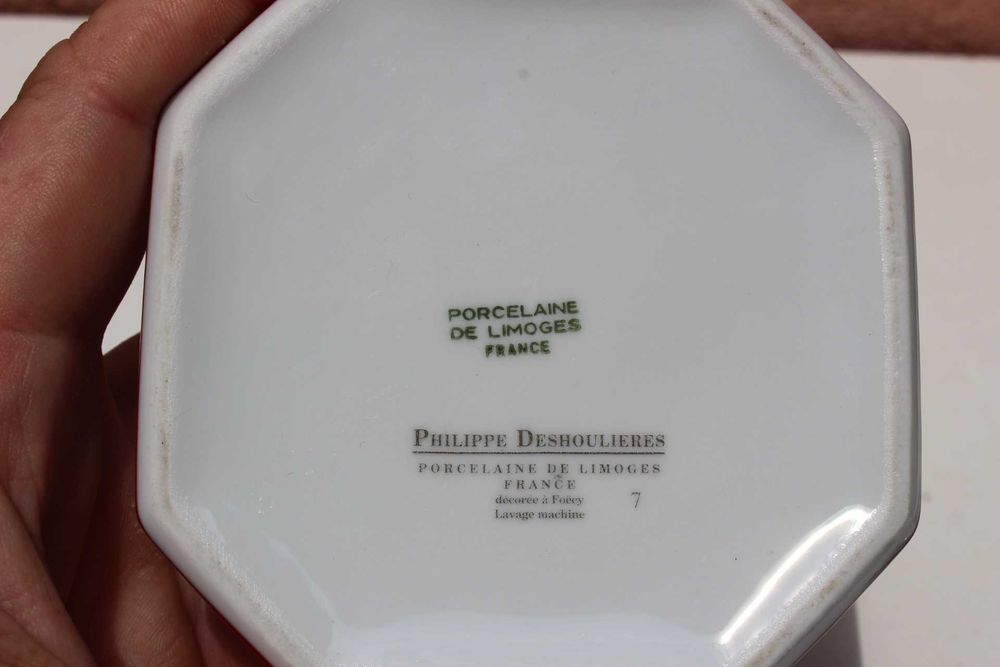 PORCELAINE
DE LIMOGES
FRANCE
PHILIPPE DESHOULIERES
PORCELAINE DE LIMOGES
FRANCE
décorée à Foëcy 7
Lavage machine